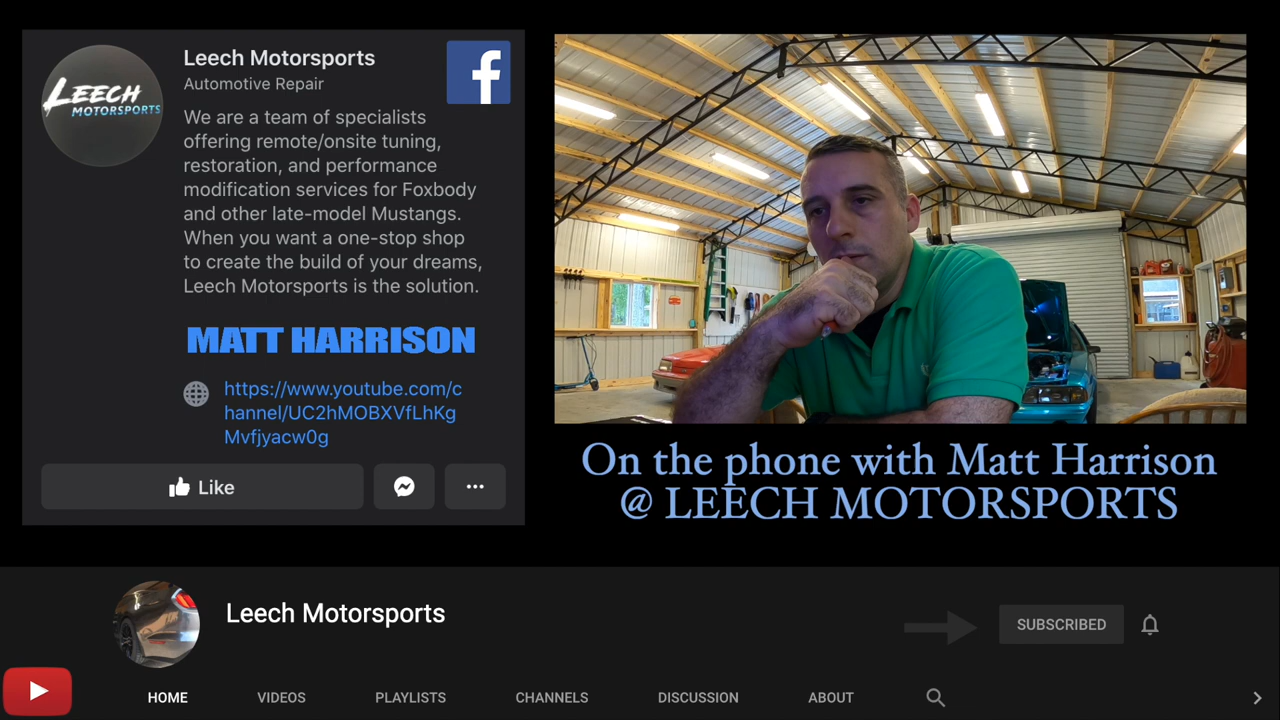 LEECH
MOTORSPORTS
Leech Motorsports
Automotive Repair
We are a team of specialists
offering remote/onsite tuning,
restoration, and performance
modification services for Foxbody
and other late-model Mustangs.
When you want a one-stop shop
to create the build of your dreams,
Leech Motorsports is the solution.
MATT HARRISON
https://www.youtube.com/c
hannel/UC2hMOBXVfLhKg
Mvfjyacw0g
Like
On the phone with Matt Harrison
@ LEECH MOTORSPORTS
Leech Motorsports
SUBSCRIBED
HOME VIDEOS PLAYLISTS CHANNELS DISCUSSION ABOUT